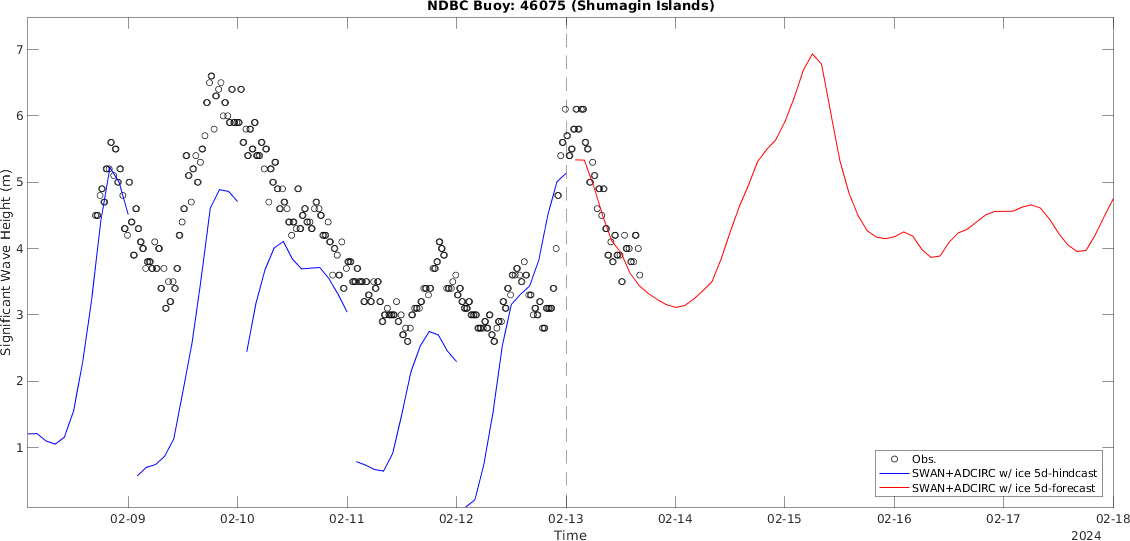 NDBC Buoy: 46075 (Shumagin Islands)
Significant Wave Height (m)
7
6
5
4
3
2
1
Obs.
SWAN+ADCIRC w/ ice 5d-hindcast
SWAN+ADCIRC w/ ice 5d-forecast
02-09 02-10 02-11 02-12 02-13 02-14 02-15 02-16 02-17 02-18
Time
2024